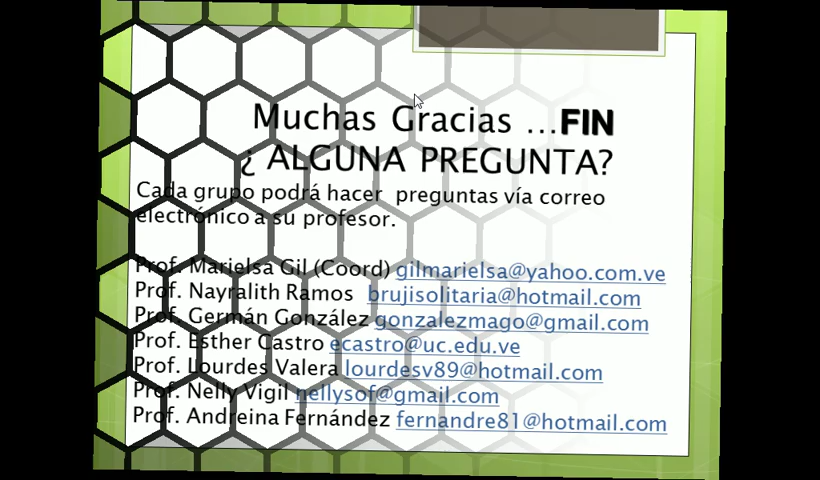 Muchas Gracias ...FIN
¿ ALGUNA PREGUNTA?
Cada grupo podrá hacer preguntas vía correo
electrónico a su profesor.
Prof. Marielsa Gil (Coord) gilmarielsa@yahoo.com.ve
Prof. Nayralith Ramos brujisolitaria@hotmail.com
Prof. Germán González gonzalezmago@gmail.com
Prof. Esther Castro ecastro@uc.edu.ve
Prof. Lourdes Valera lourdesv89@hotmail.com
Prof. Nelly Vigil nellysof@gmail.com
Prof. Andreina Fernández fernandre81@hotmail.com